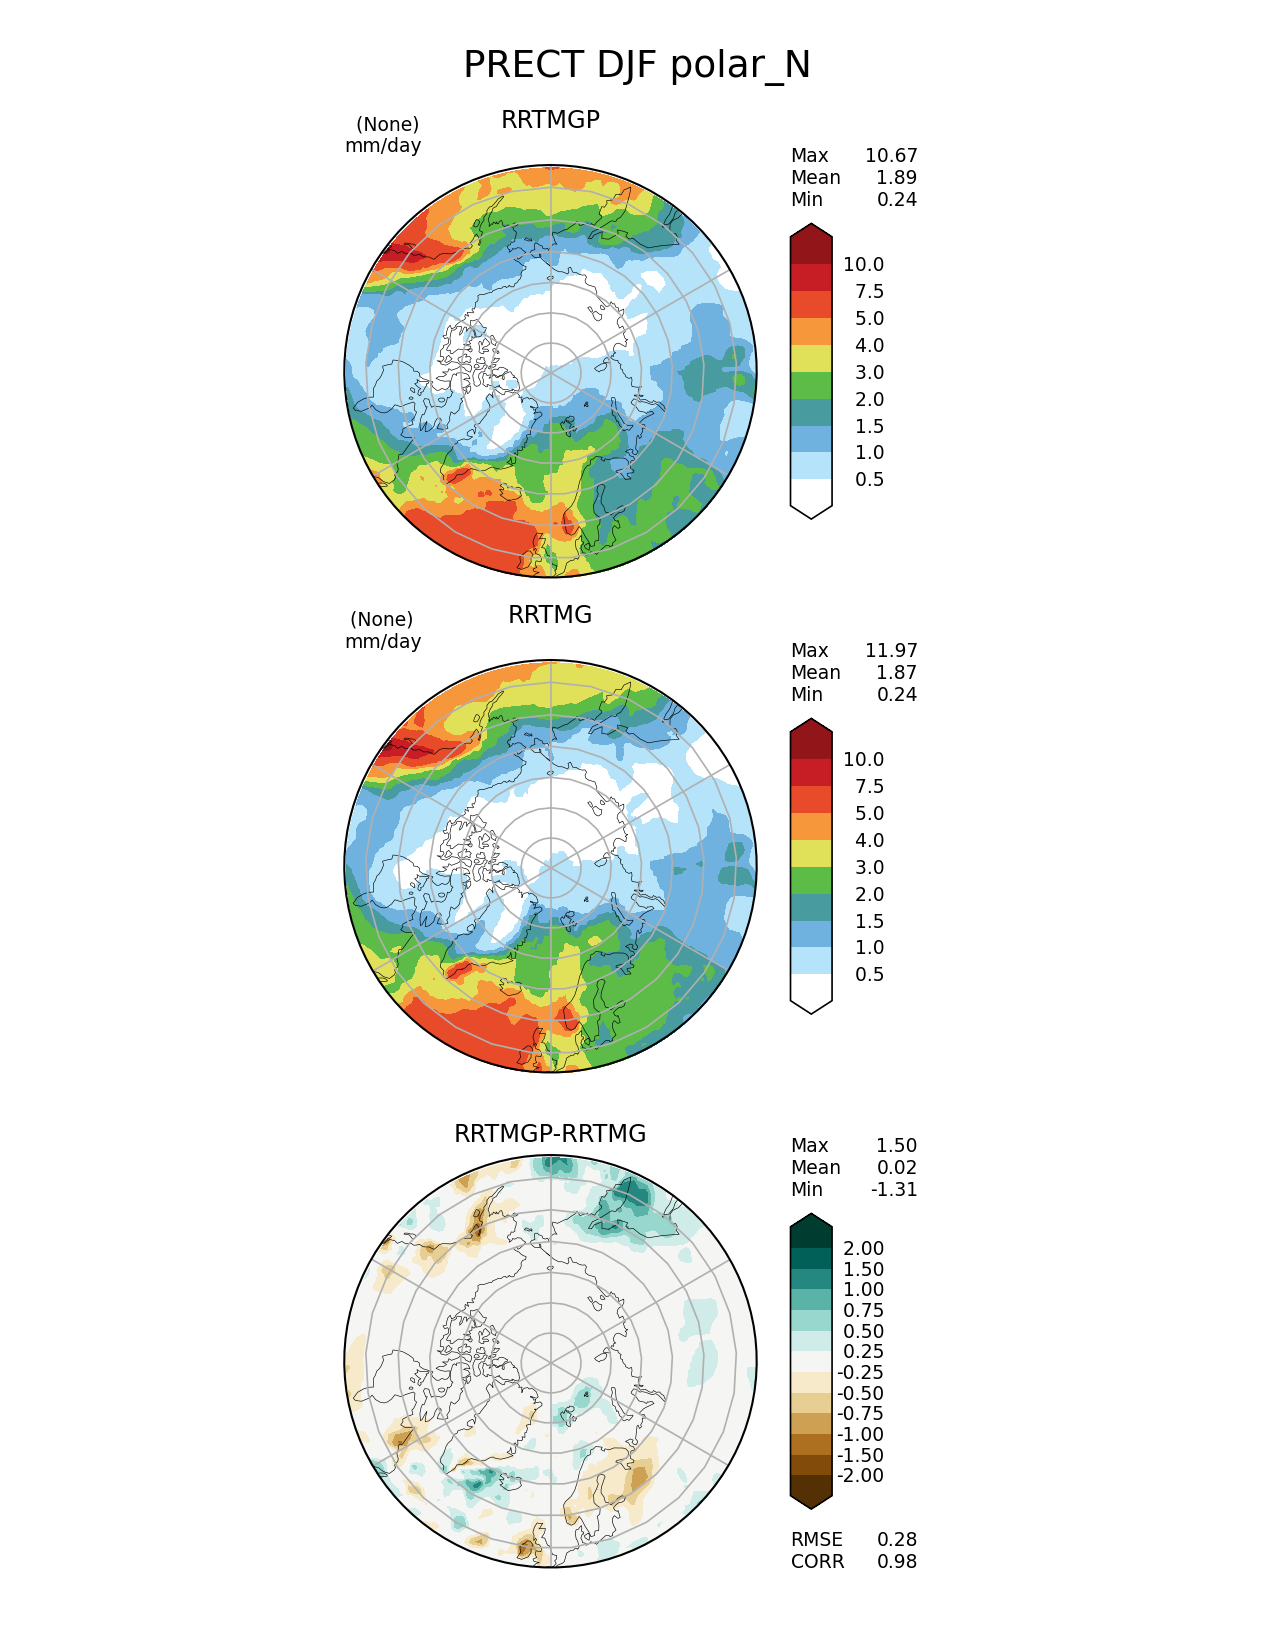 PRECT DJF polar_N
RRTMGP
(None)
mm/day
Max 10.67
Mean 1.89
Min 0.24
10.0
7.5
5.0
4.0
3.0
2.0
1.5
1.0
0.5
RRTMG
(None)
mm/day
Max 11.97
Mean 1.87
Min 0.24
10.0
7.5
5.0
4.0
3.0
2.0
1.5
1.0
0.5
RRTMGP-RRTMG
Max 1.50
Mean 0.02
Min -1.31
2.00
1.50
1.00
0.75
0.50
0.25
-0.25
-0.50
-0.75
-1.00
-1.50
-2.00
RMSE 0.28
CORR 0.98